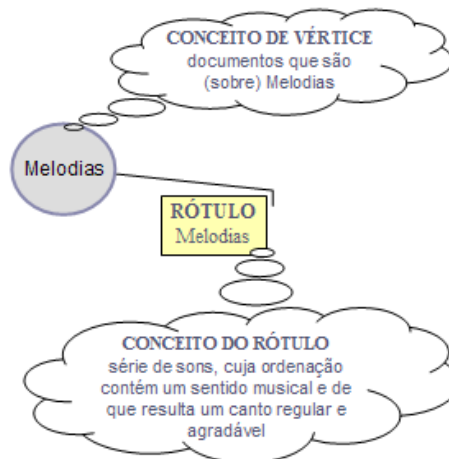 CONCEITO DE VÉRTICE
documentos que são
(sobre) Melodias
Melodias
RÓTULO
Melodias
CONCEITO DO RÓTULO
série de sons, cuja ordenação
contém um sentido musical e de
que resulta um canto regular e
agradável